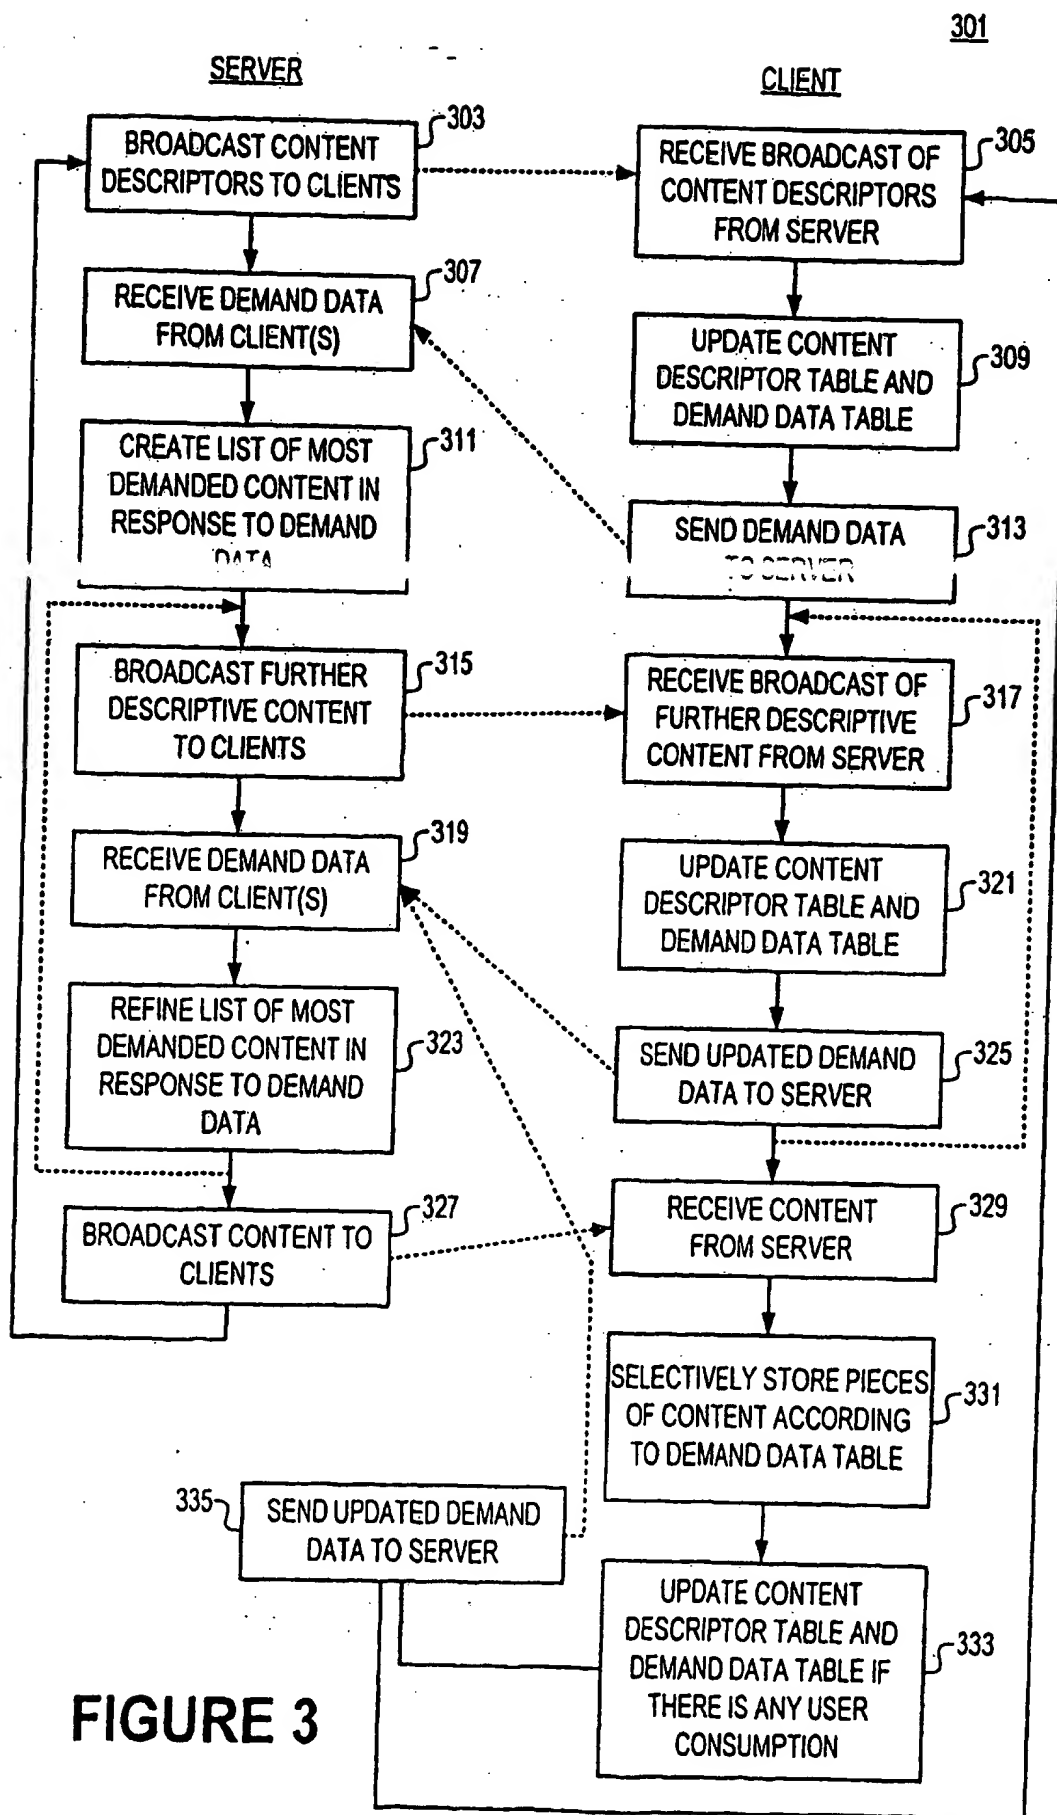 301
SERVER
CLIENT
303
BROADCAST CONTENT
DESCRIPTORS TO CLIENTS
305
RECEIVE BROADCAST OF
CONTENT DESCRIPTORS
FROM SERVER
307
RECEIVE DEMAND DATA
FROM CLIENT(S)
309
UPDATE CONTENT
DESCRIPTOR TABLE AND
DEMAND DATA TABLE
311
CREATE LIST OF MOST
DEMANDED CONTENT IN
RESPONSE TO DEMAND
DATA
313
SEND DEMAND DATA
TO SERVER
315
BROADCAST FURTHER
DESCRIPTIVE CONTENT
TO CLIENTS
317
RECEIVE BROADCAST OF
FURTHER DESCRIPTIVE
CONTENT FROM SERVER
319
RECEIVE DEMAND DATA
FROM CLIENT(S)
321
UPDATE CONTENT
DESCRIPTOR TABLE AND
DEMAND DATA TABLE
323
REFINE LIST OF MOST
DEMANDED CONTENT IN
RESPONSE TO DEMAND
DATA
325
SEND UPDATED DEMAND
DATA TO SERVER
327
BROADCAST CONTENT TO
CLIENTS
329
RECEIVE CONTENT
FROM SERVER
331
SELECTIVELY STORE PIECES
OF CONTENT ACCORDING
TO DEMAND DATA TABLE
335
SEND UPDATED DEMAND
DATA TO SERVER
333
UPDATE CONTENT
DESCRIPTOR TABLE AND
DEMAND DATA TABLE IF
THERE IS ANY USER
CONSUMPTION
FIGURE 3